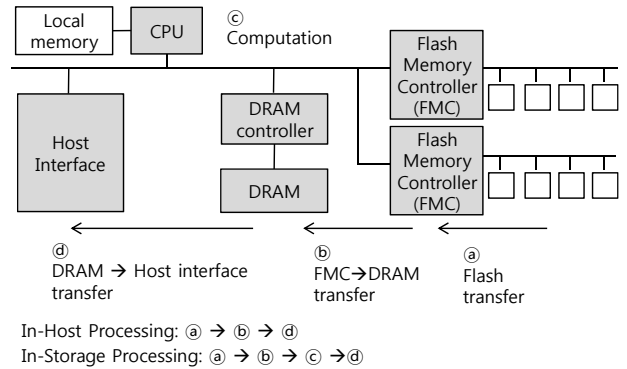 Local
memory
CPU
ⓒ
Computation
Flash
Memory
Controller
(FMC)
Host
Interface
DRAM
controller
DRAM
Flash
Memory
Controller
(FMC)
ⓓ
DRAM → Host interface
transfer
ⓑ
FMC→DRAM
transfer
ⓐ
Flash
transfer
In-Host Processing: ⓐ → ⓑ → ⓓ
In-Storage Processing: ⓐ → ⓑ → ⓒ →ⓓ